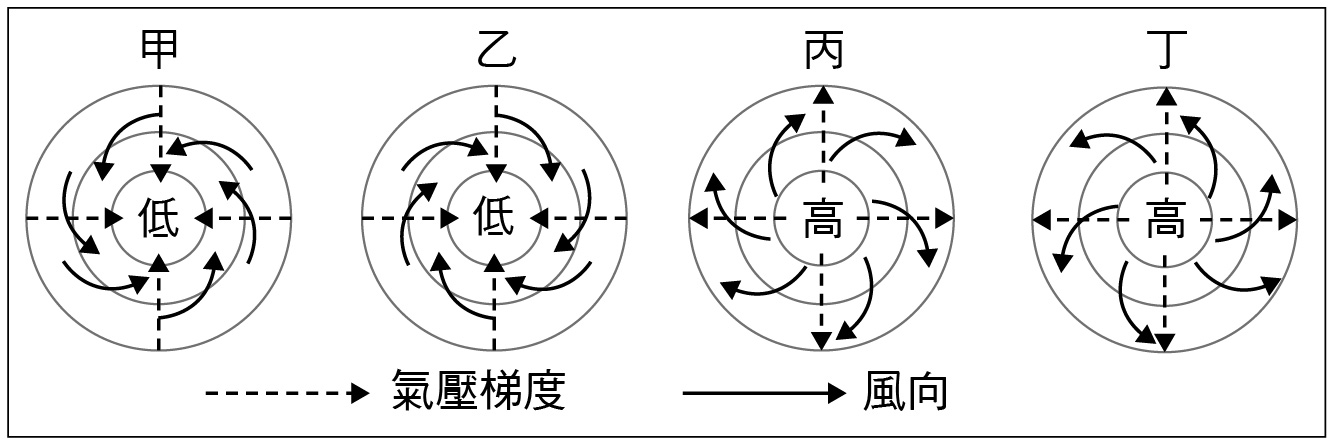 甲 乙 丙 丁
低 低 高 高
氣壓梯度 風向